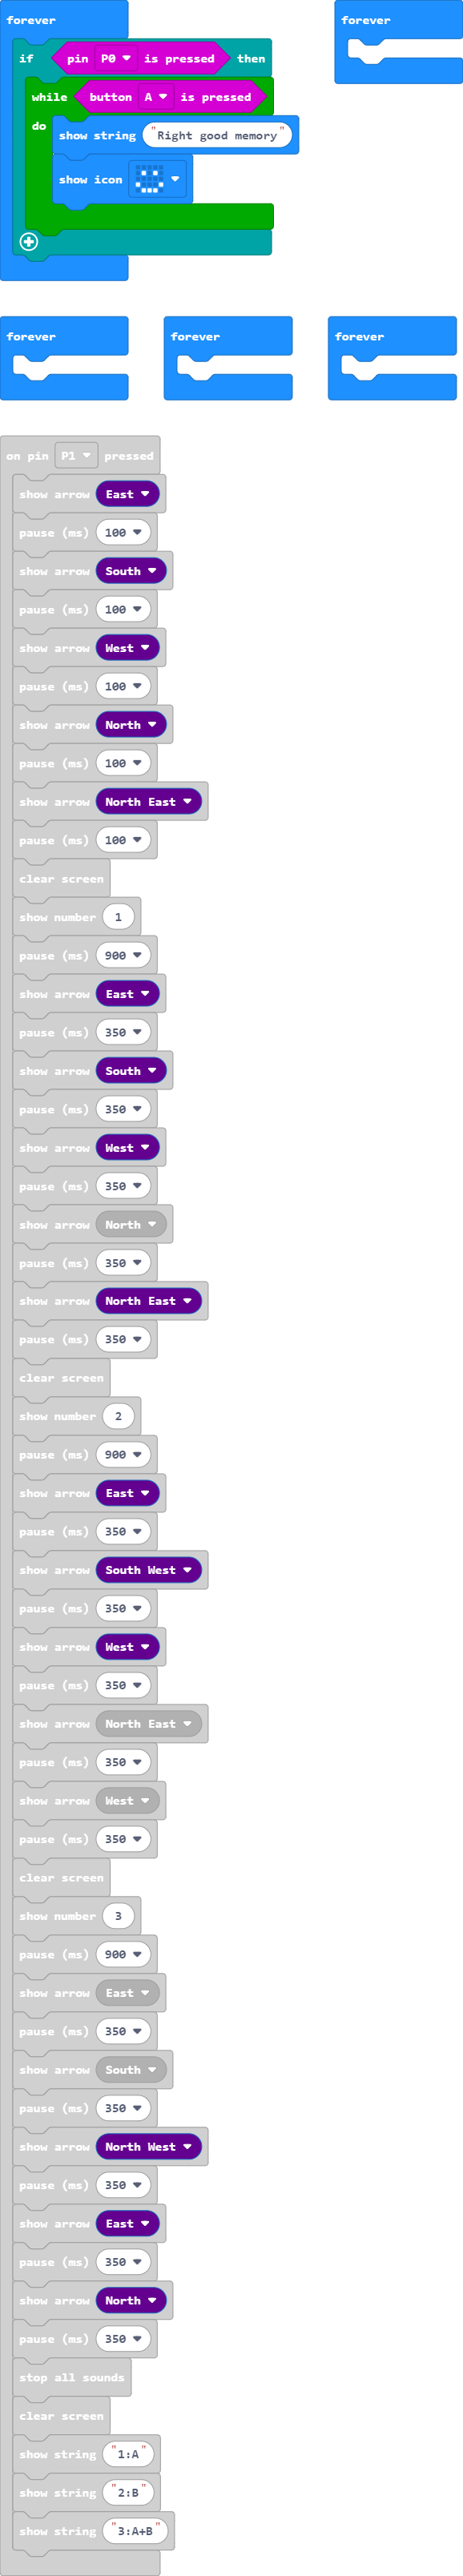 forever
forever
if pin P0 is pressed then
while button A is pressed
do show string "Right good memory"
show icon
forever
forever
forever
on pin P1 pressed
show arrow East
pause (ms) 100
show arrow South
pause (ms) 100
show arrow West
pause (ms) 100
show arrow North
pause (ms) 100
show arrow North East
pause (ms) 100
clear screen
show number 1
pause (ms) 900
show arrow East
pause (ms) 350
show arrow South
pause (ms) 350
show arrow West
pause (ms) 350
show arrow North
pause (ms) 350
show arrow North East
pause (ms) 350
clear screen
show number 2
pause (ms) 900
show arrow East
pause (ms) 350
show arrow South West
pause (ms) 350
show arrow West
pause (ms) 350
show arrow North East
pause (ms) 350
show arrow West
pause (ms) 350
clear screen
show number 3
pause (ms) 900
show arrow East
pause (ms) 350
show arrow South
pause (ms) 350
show arrow North West
pause (ms) 350
show arrow East
pause (ms) 350
show arrow North
pause (ms) 350
stop all sounds
clear screen
show string "1:A"
show string "2:B"
show string "3:A+B"